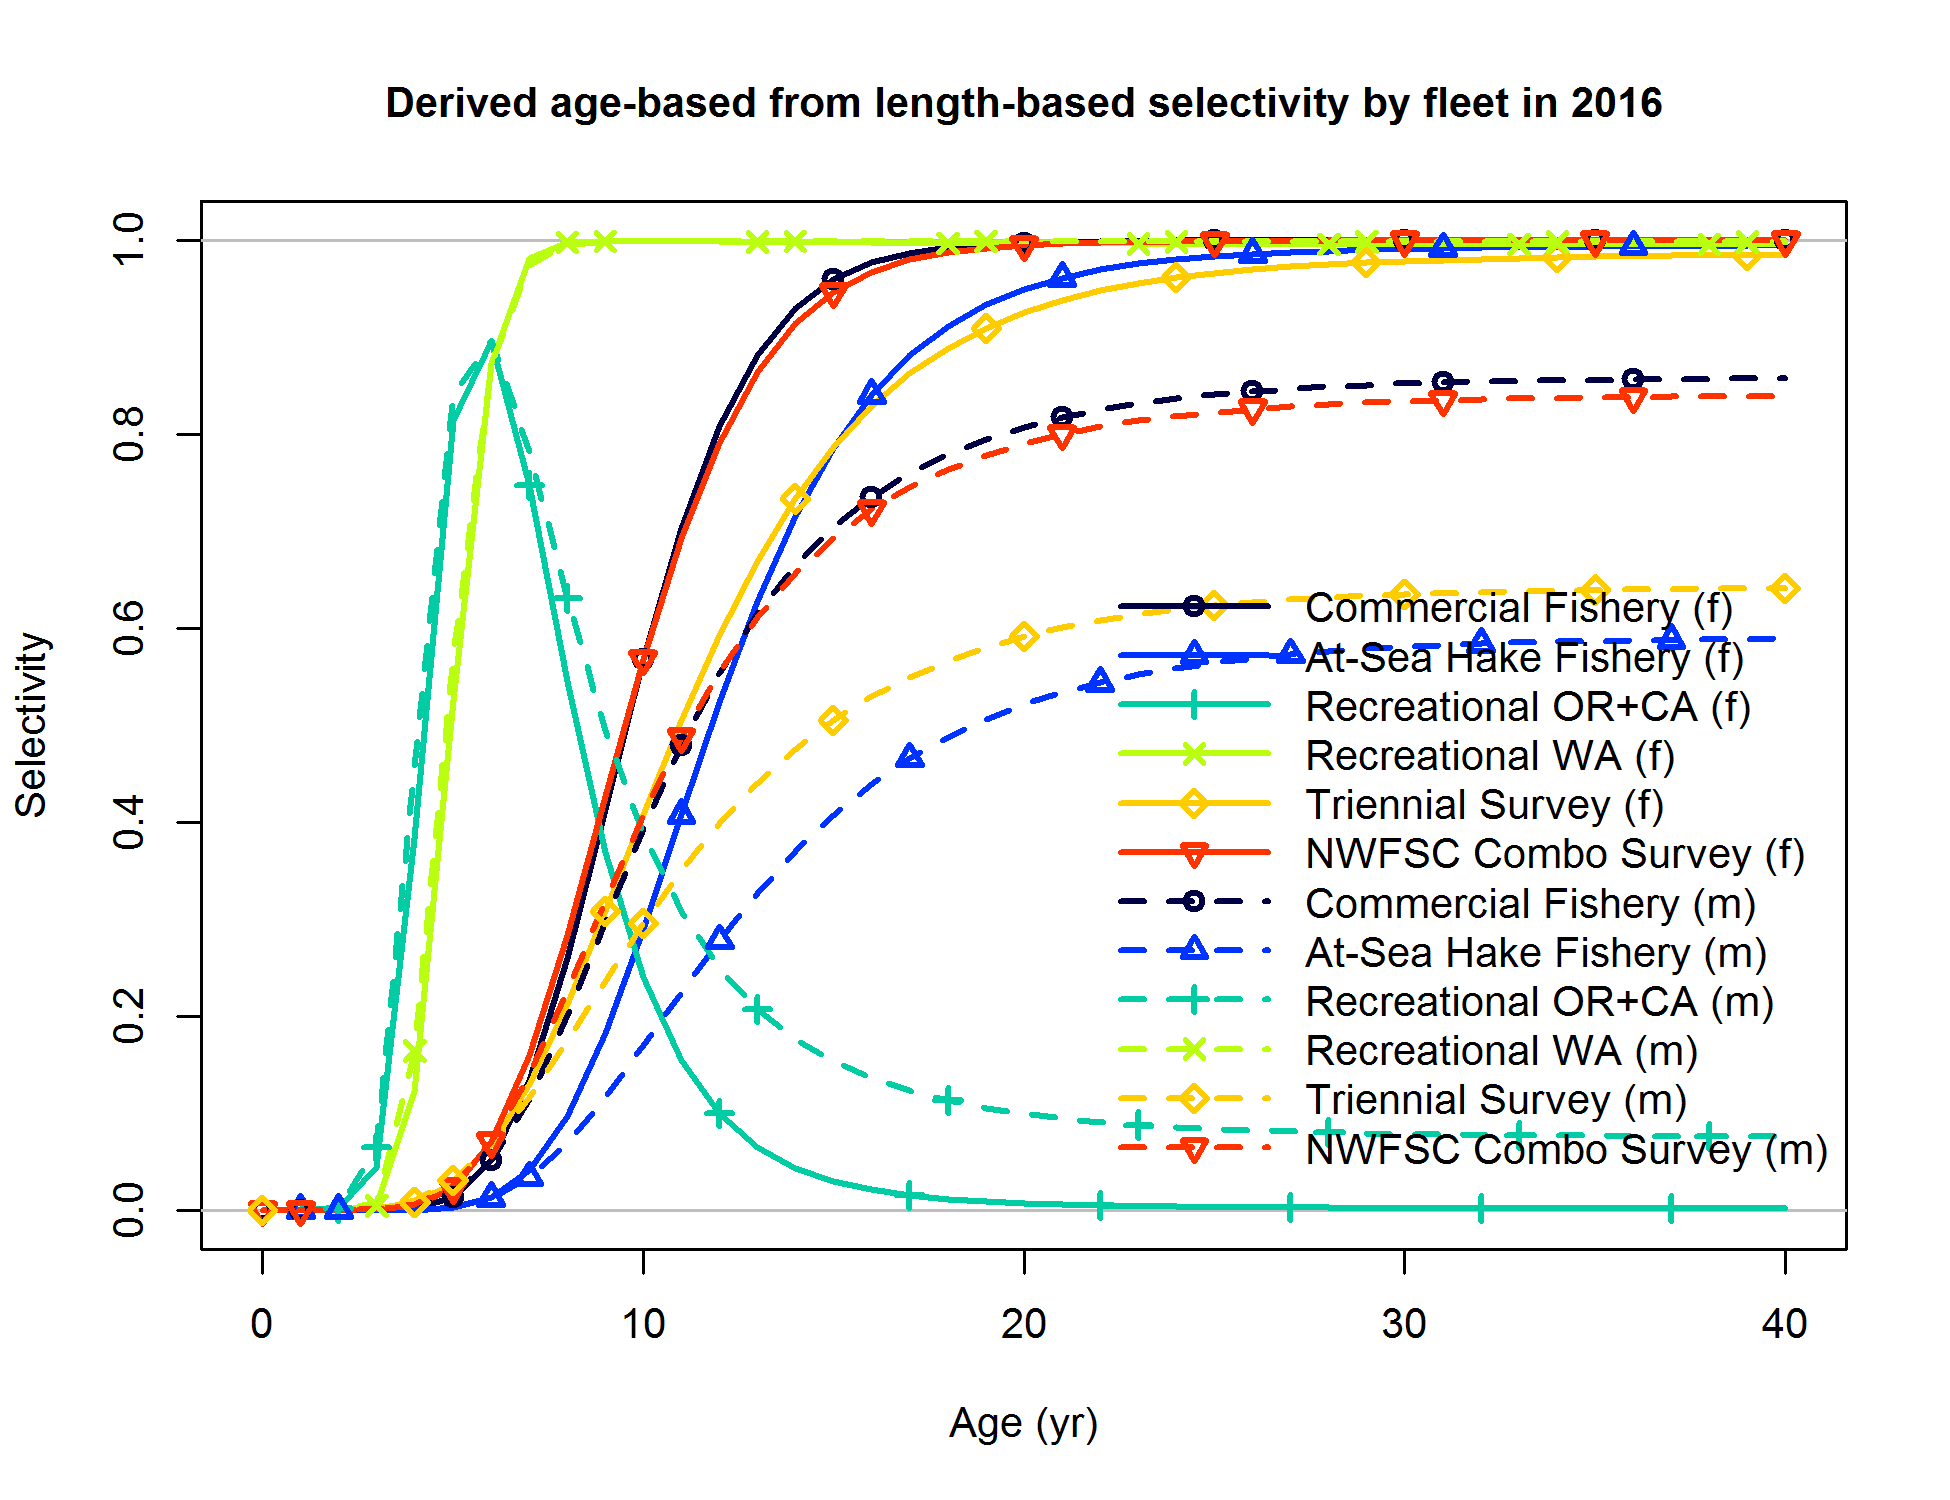 Derived age-based from length-based selectivity by fleet in 2016
Selectivity
1.0
0.8
0.6
0.4
0.2
0.0
Commercial Fishery (f)
At-Sea Hake Fishery (f)
Recreational OR+CA (f)
Recreational WA (f)
Triennial Survey (f)
NWFSC Combo Survey (f)
Commercial Fishery (m)
At-Sea Hake Fishery (m)
Recreational OR+CA (m)
Recreational WA (m)
Triennial Survey (m)
NWFSC Combo Survey (m)
0 10 20 30 40
Age (yr)